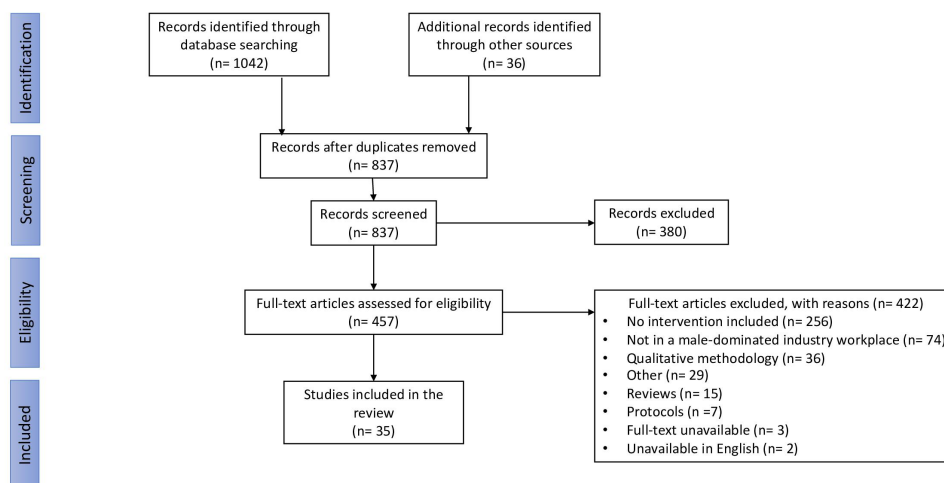 Identification
Records identified through
database searching
(n= 1042)
Additional records identified
through other sources
(n= 36)
Screening
Records after duplicates removed
(n= 837)
Records screened
(n= 837)
Records excluded
(n= 380)
Eligibility
Full-text articles assessed for eligibility
(n= 457)
Full-text articles excluded, with reasons (n= 422)
• No intervention included (n= 256)
• Not in a male-dominated industry workplace (n= 74)
• Qualitative methodology (n= 36)
• Other (n= 29)
• Reviews (n= 15)
• Protocols (n =7)
• Full-text unavailable (n= 3)
• Unavailable in English (n= 2)
Included
Studies included in the
review
(n= 35)